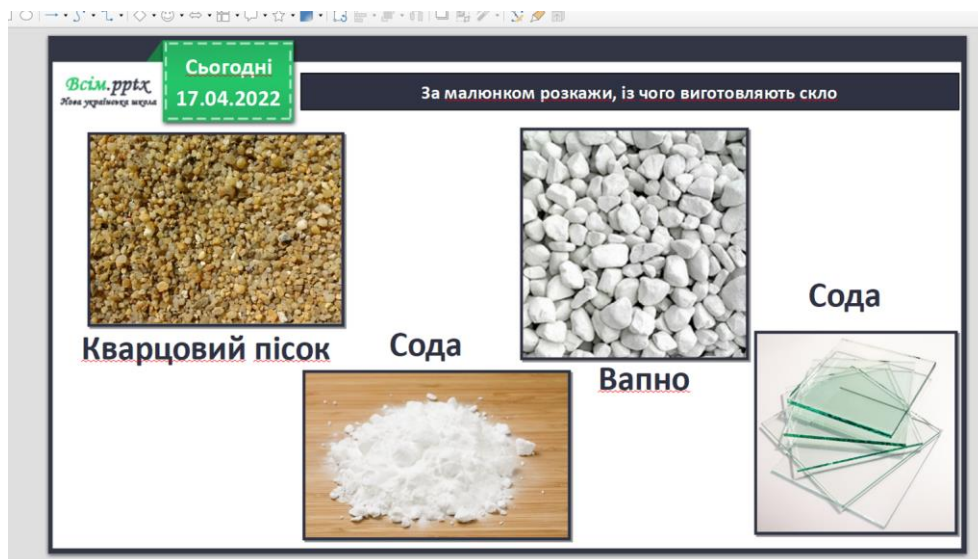 Всім.pptx
Нова українська школа
Сьогодні
17.04.2022
За малюнком розкажи, із чого виготовляють скло
Кварцовий пісок
Сода
Вапно
Сода